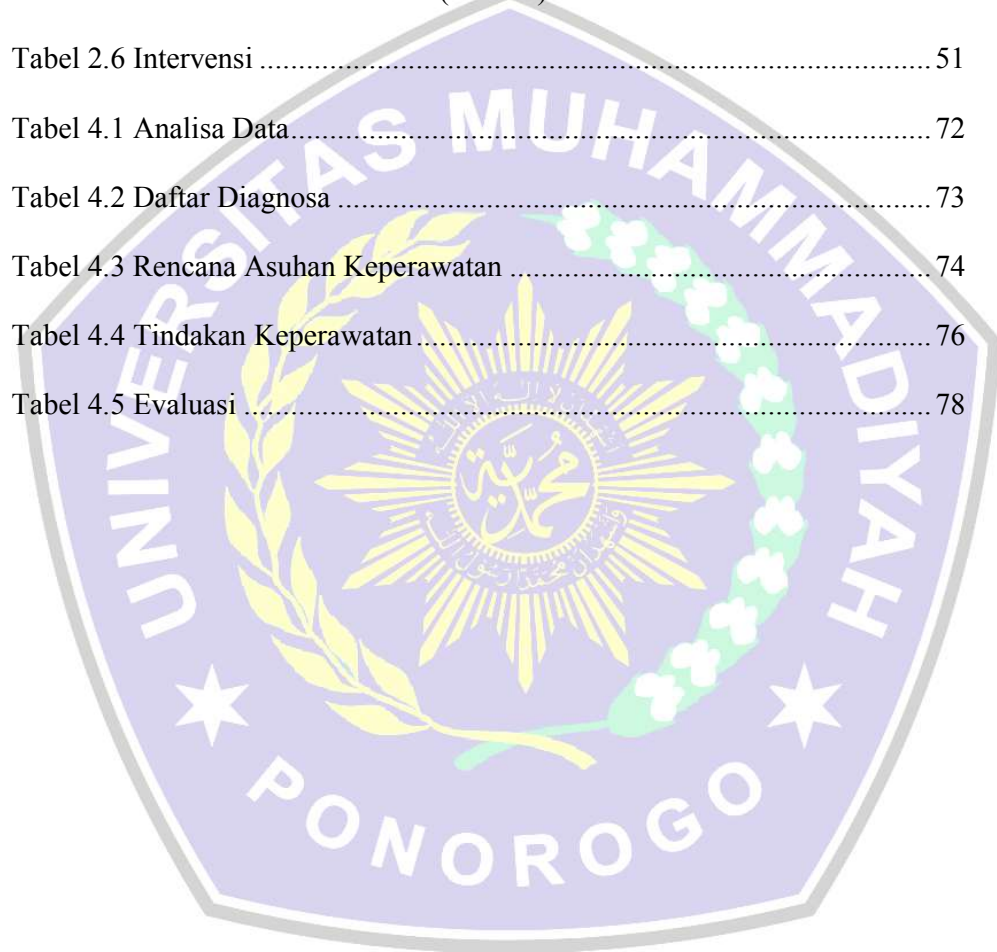 Tabel 2.6 Intervensi ........................................................................................ 51
Tabel 4.1 Analisa Data.................................................................................... 72
Tabel 4.2 Daftar Diagnosa .............................................................................. 73
Tabel 4.3 Rencana Asuhan Keperawatan ....................................................... 74
Tabel 4.4 Tindakan Keperawatan ................................................................... 76
Tabel 4.5 Evaluasi .......................................................................................... 78
UNIVERSITAS MUHAMMADIYAH
PONOROGO